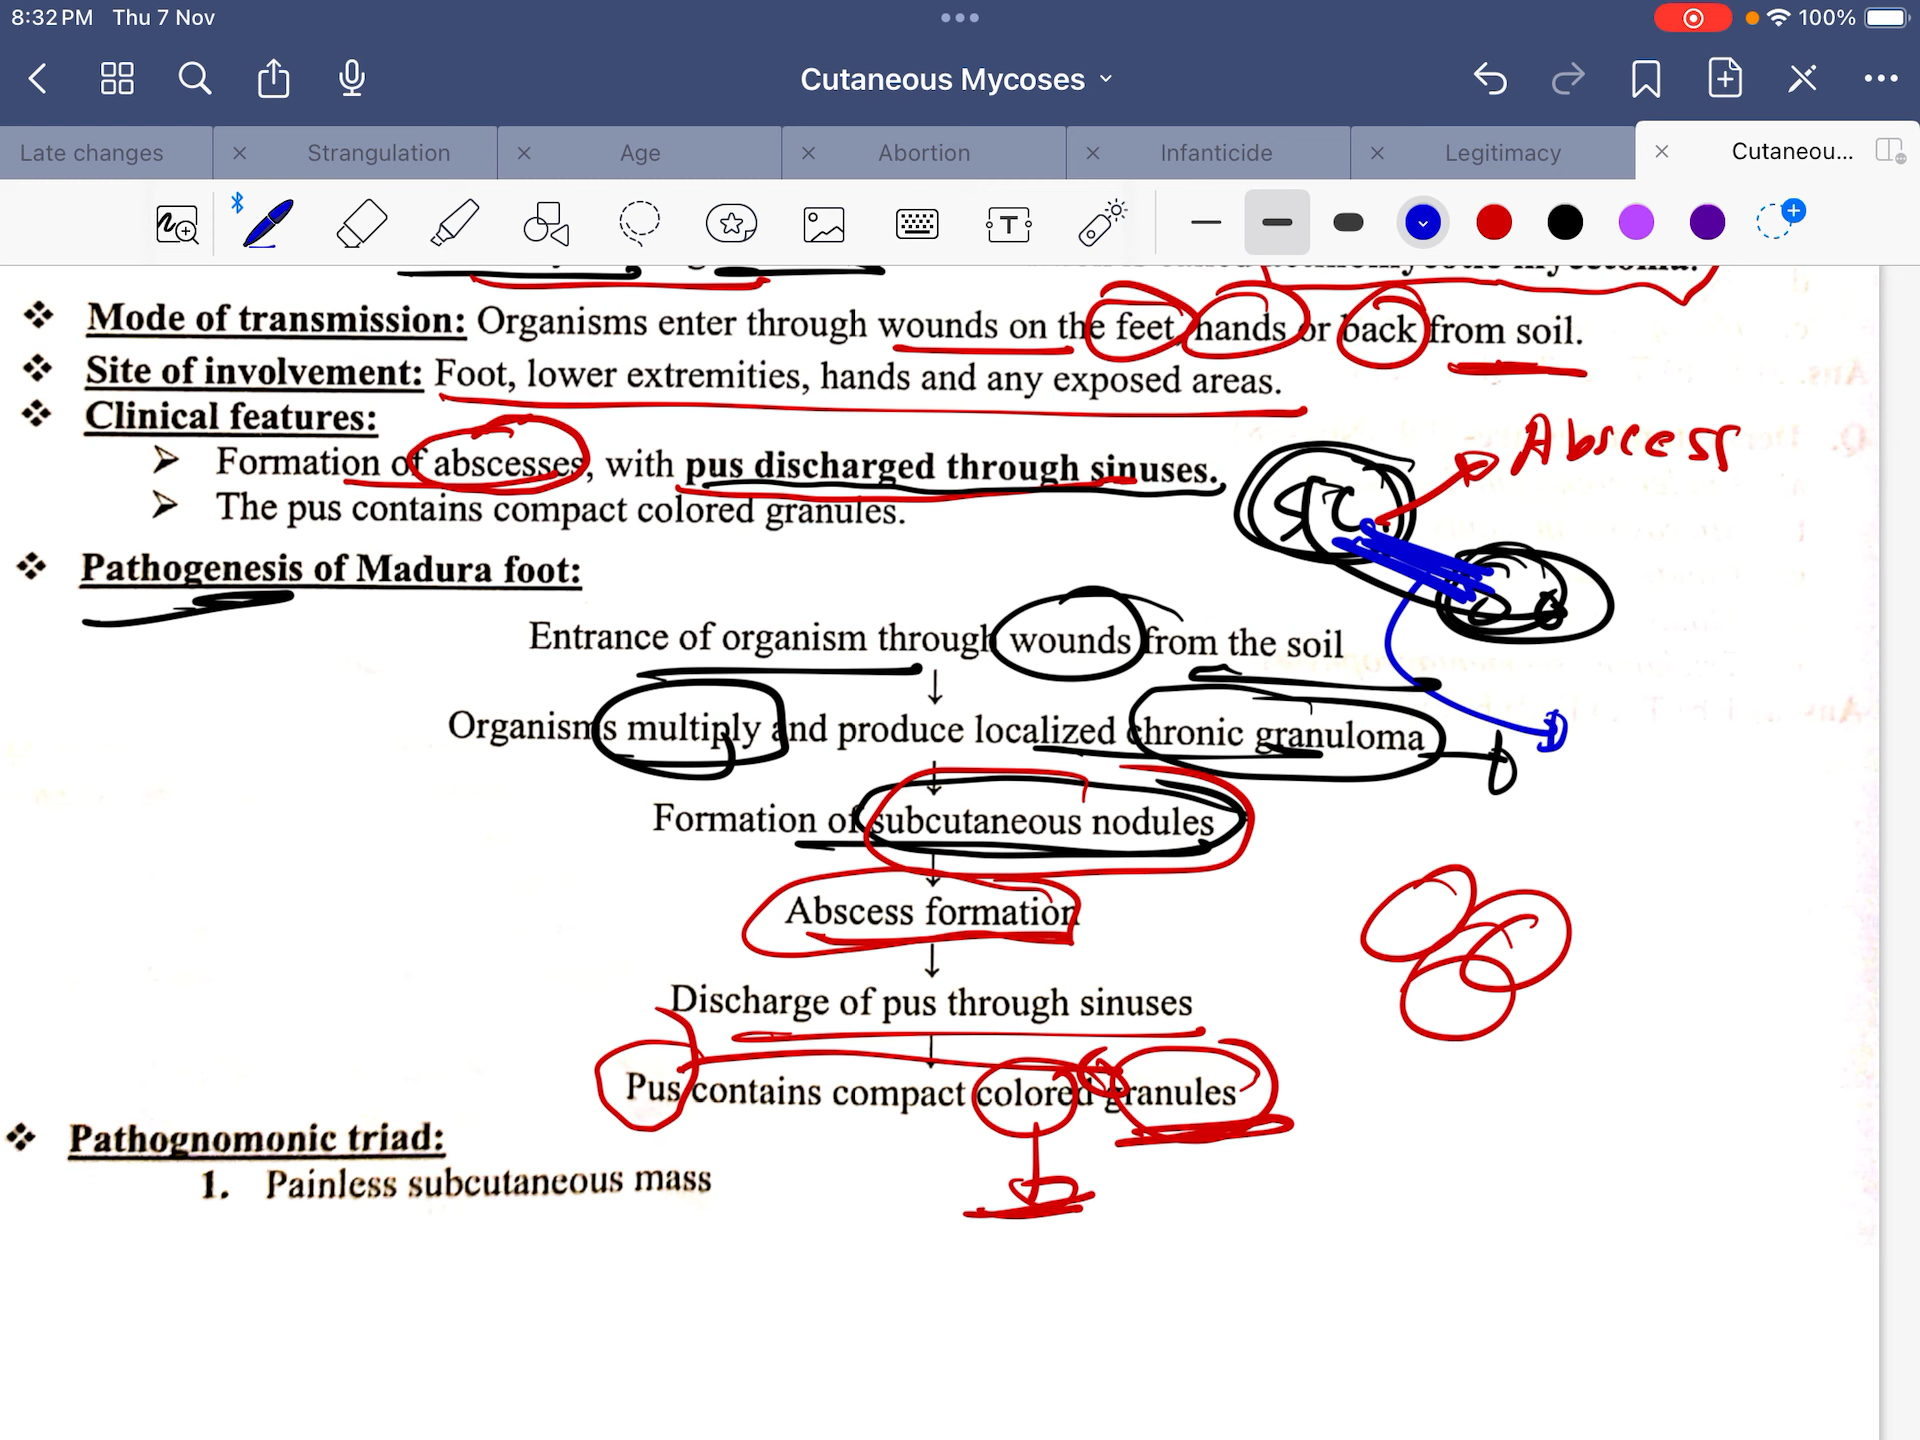 8:32 PM Thu 7 Nov
100%
Cutaneous Mycoses
Late changes
Strangulation
Age
Abortion
Infanticide
Legitimacy
Cutaneou...
T
❖ Mode of transmission: Organisms enter through wounds on the feet, hands or back from soil.
❖ Site of involvement: Foot, lower extremities, hands and any exposed areas.
❖ Clinical features:
➢ Formation of abscesses, with pus discharged through sinuses.
Abscess
➢ The pus contains compact colored granules.
❖ Pathogenesis of Madura foot:
Entrance of organism through wounds from the soil
↓
Organisms multiply and produce localized chronic granuloma
↓
Formation of subcutaneous nodules
↓
Abscess formation
↓
Discharge of pus through sinuses
↓
Pus contains compact colored granules
❖ Pathognomonic triad:
1. Painless subcutaneous mass